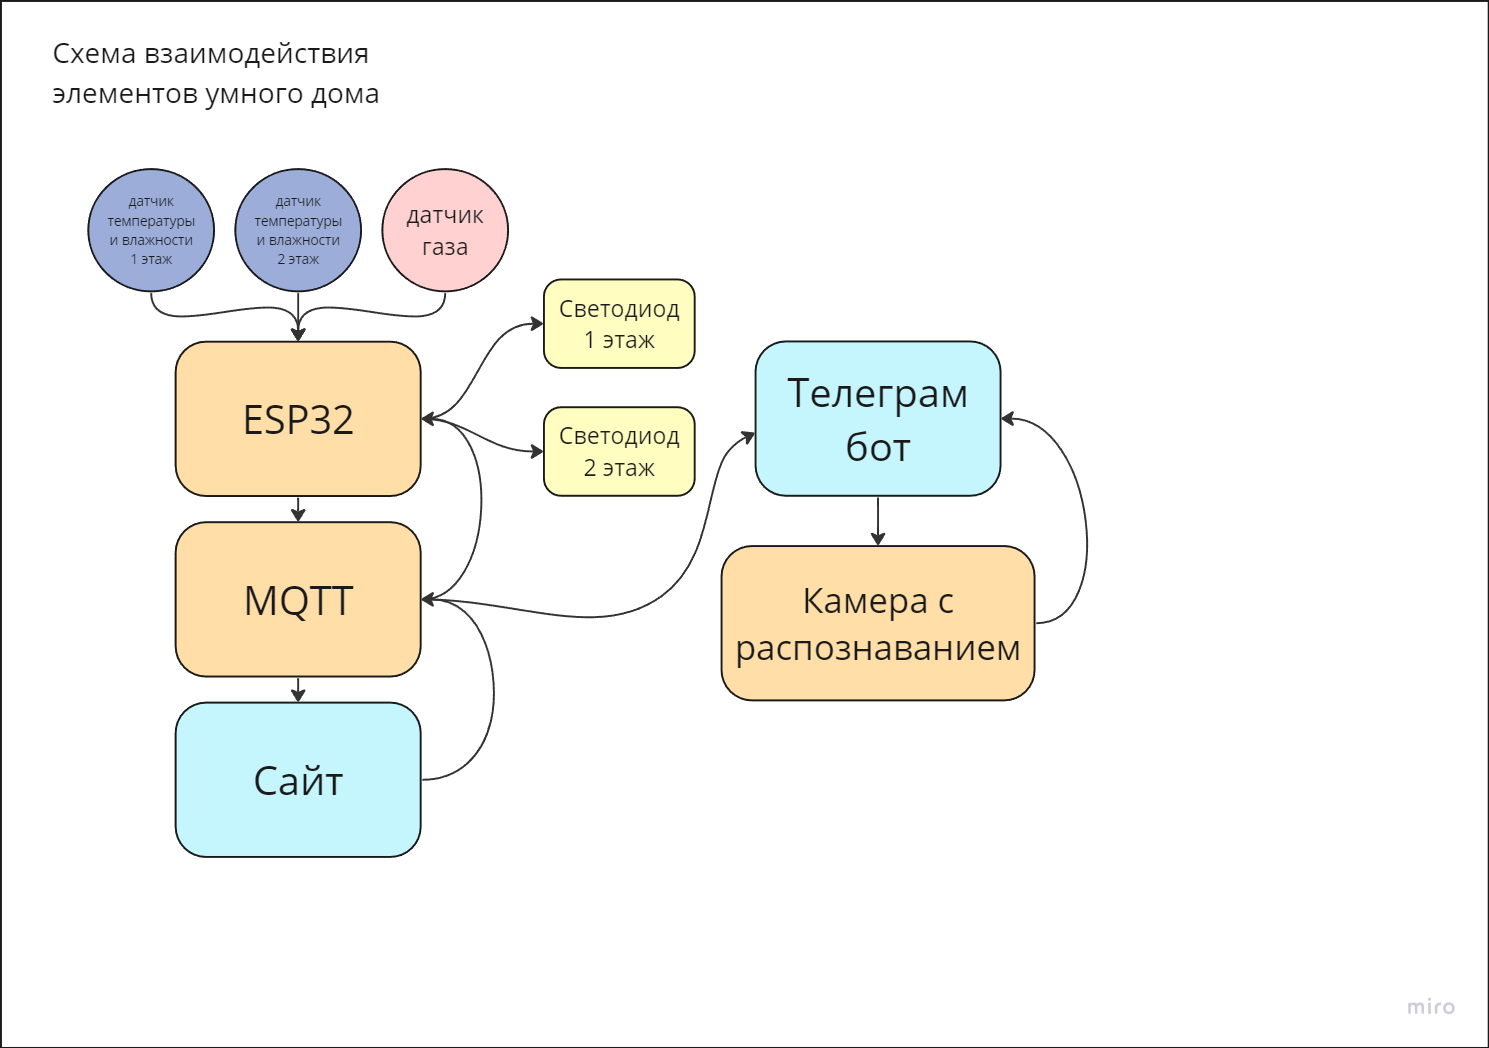 Схема взаимодействия
элементов умного дома
датчик
температуры
и влажности
1 этаж
датчик
температуры
и влажности
2 этаж
датчик
газа
Светодиод
1 этаж
ESP32
Светодиод
2 этаж
Телеграм
бот
MQTT
Камера с
распознаванием
Сайт
miro